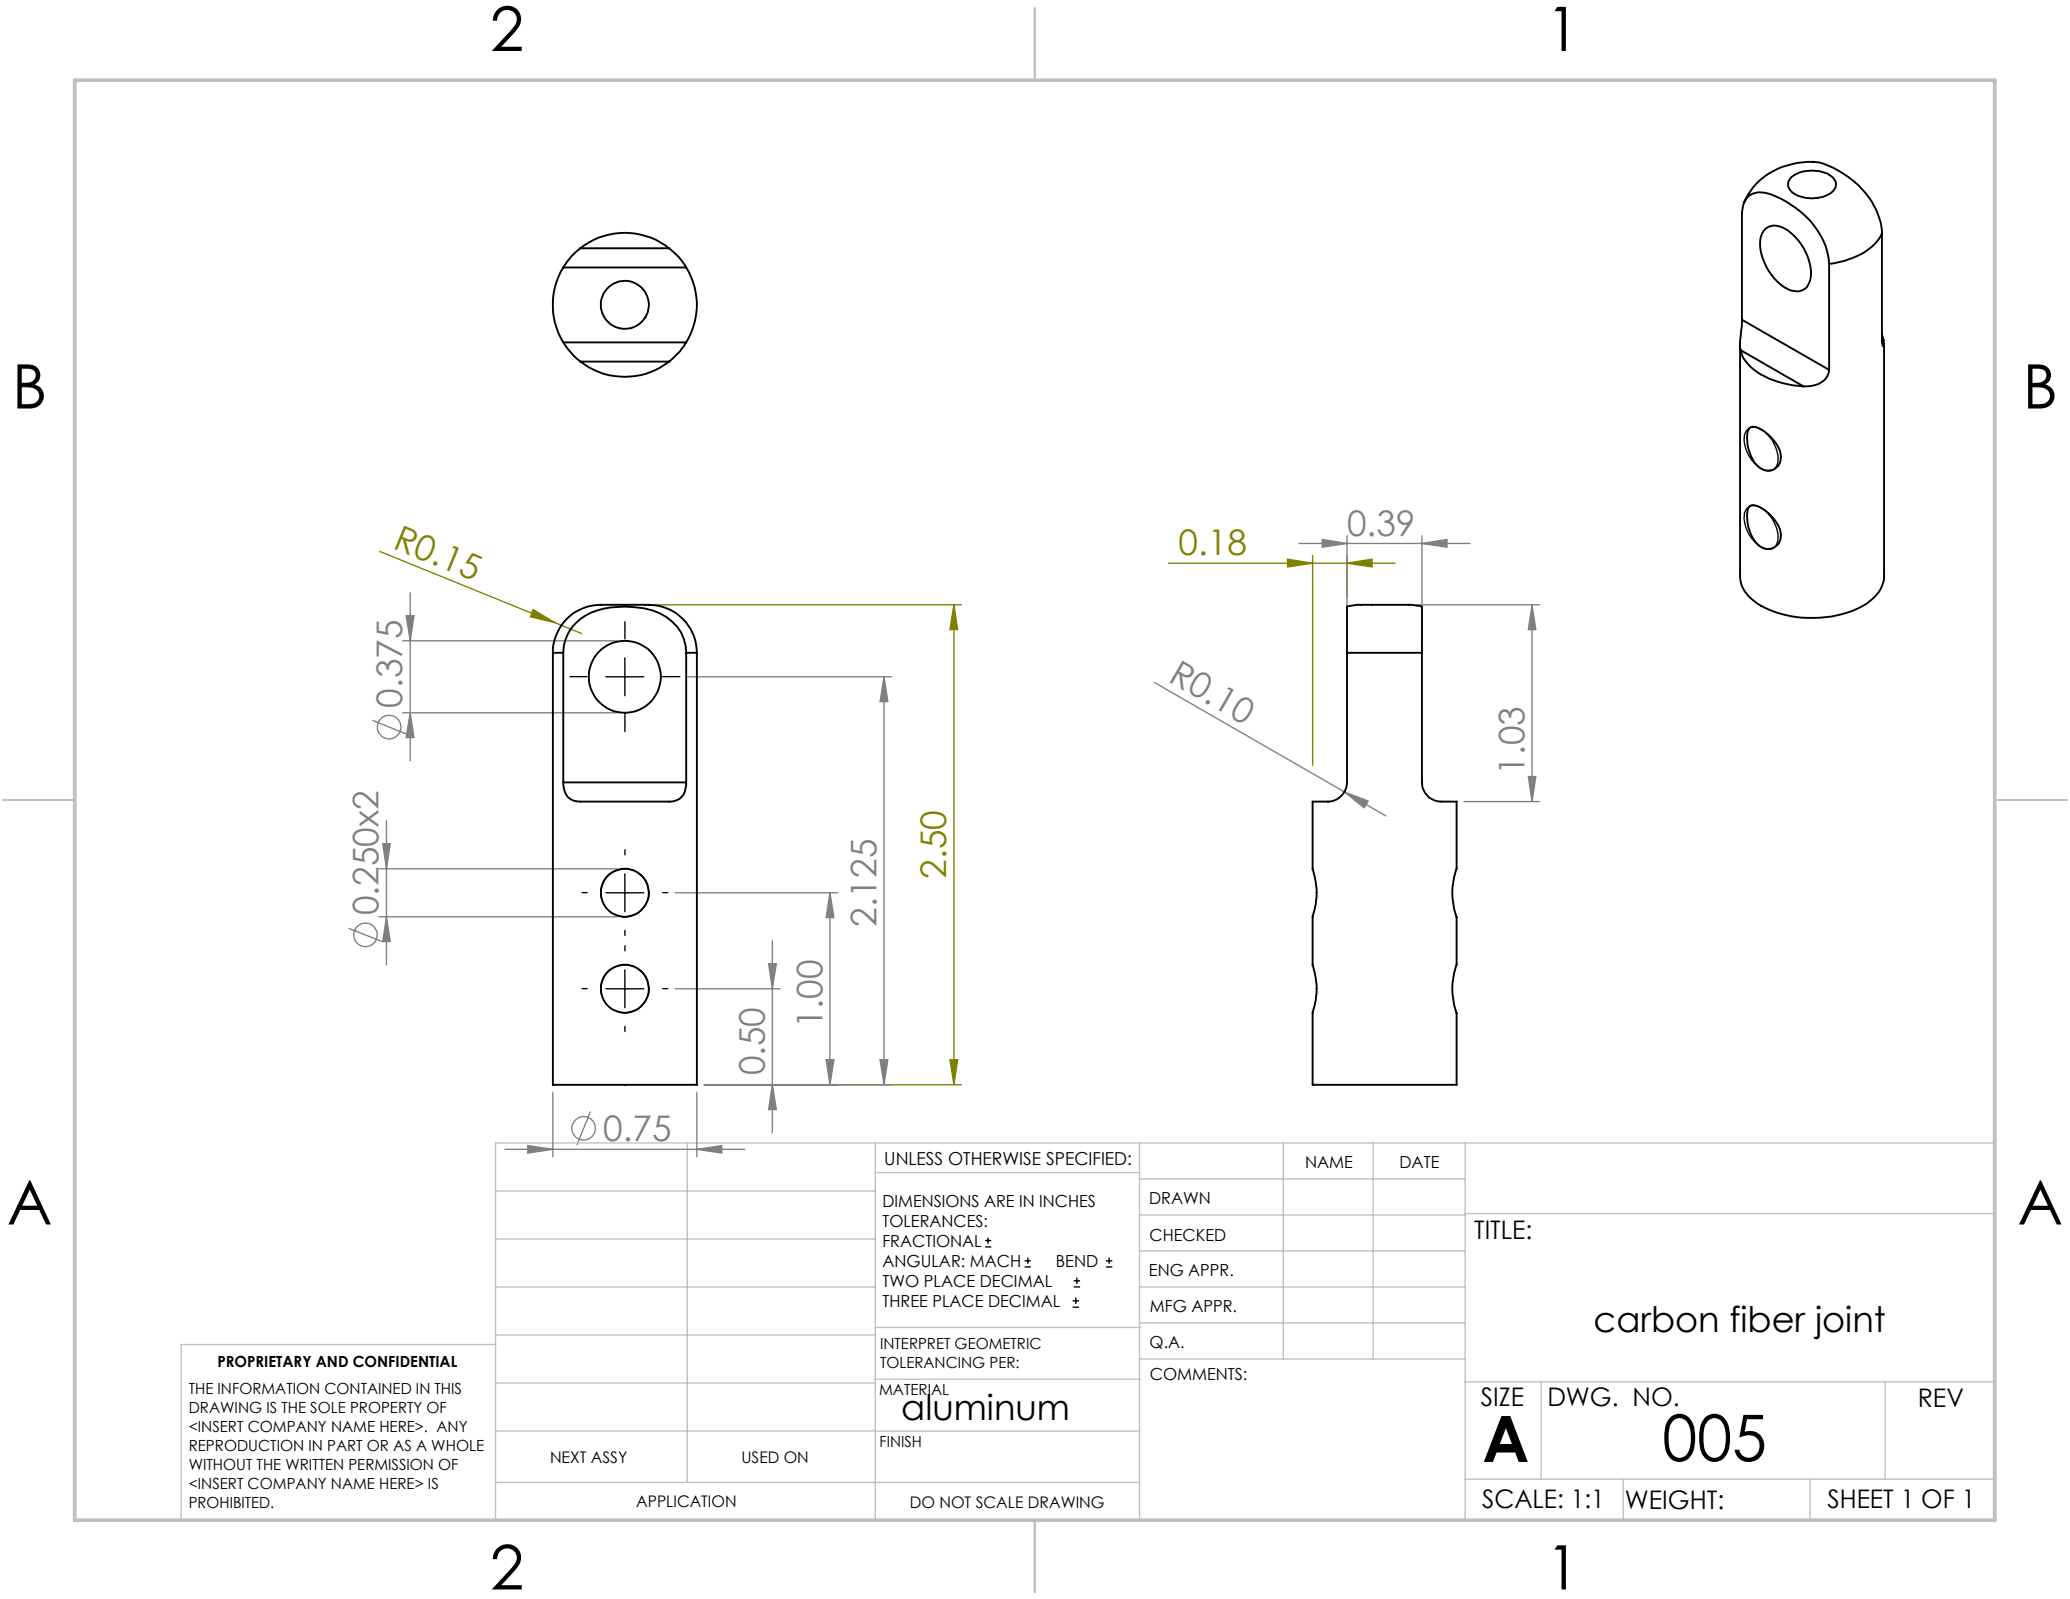 2
1
B
B
R0.15
0.18
0.39
⌀0.375
R0.10
1.03
⌀0.250x2
2.125
2.50
1.00
0.50
⌀0.75
A
A
UNLESS OTHERWISE SPECIFIED:
DIMENSIONS ARE IN INCHES
TOLERANCES:
FRACTIONAL ±
ANGULAR: MACH ± BEND ±
TWO PLACE DECIMAL ±
THREE PLACE DECIMAL ±
INTERPRET GEOMETRIC
TOLERANCING PER:
MATERIAL
aluminum
FINISH
DO NOT SCALE DRAWING
NAME DATE
DRAWN
CHECKED
ENG APPR.
MFG APPR.
Q.A.
COMMENTS:
TITLE:
carbon fiber joint
SIZE DWG. NO. REV
A 005
SCALE: 1:1 WEIGHT: SHEET 1 OF 1
PROPRIETARY AND CONFIDENTIAL
THE INFORMATION CONTAINED IN THIS
DRAWING IS THE SOLE PROPERTY OF
<INSERT COMPANY NAME HERE>. ANY
REPRODUCTION IN PART OR AS A WHOLE
WITHOUT THE WRITTEN PERMISSION OF
<INSERT COMPANY NAME HERE> IS
PROHIBITED.
NEXT ASSY USED ON
APPLICATION
2
1